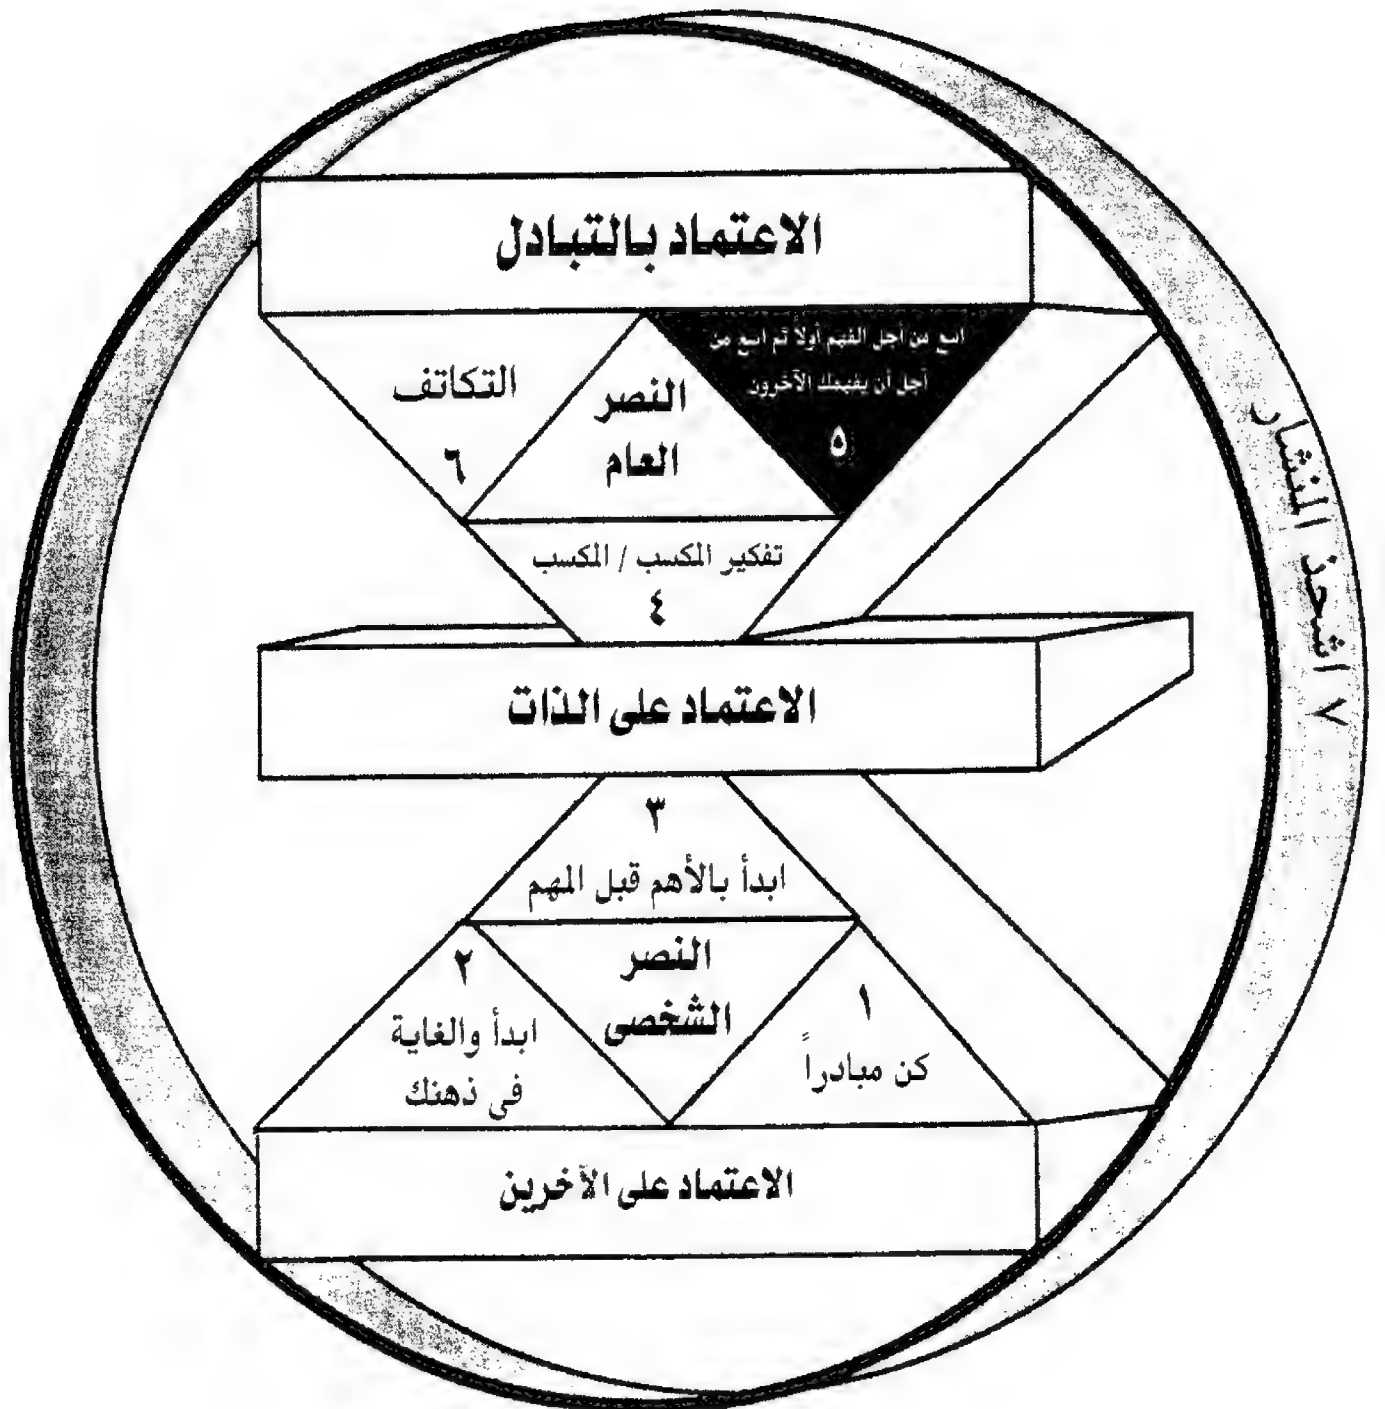 الاعتماد بالتبادل
اسع من أجل الفهم أولاً ثم اسع من
أجل أن يفهمك الآخرون
٥
النصر
العام
التكاتف
٦
تفكير المكسب / المكسب
٤
الاعتماد على الذات
٣
ابدأ بالأهم قبل المهم
النصر
الشخصى
١
كن مبادراً
٢
ابدأ والغاية
فى ذهنك
الاعتماد على الآخرين
٧ اشحذ المنشار